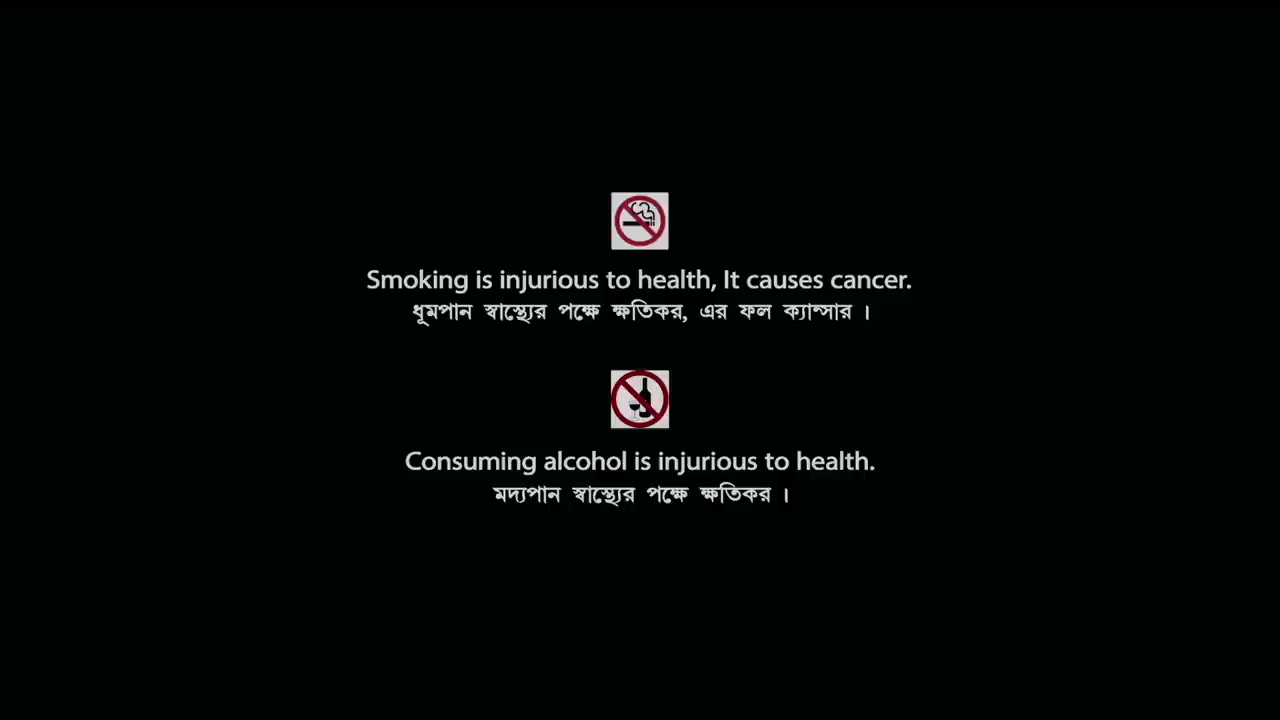 Smoking is injurious to health, It causes cancer.
ধূমপান স্বাস্থ্যের পক্ষে ক্ষতিকর, এর ফল ক্যান্সার ।
Consuming alcohol is injurious to health.
মদ্যপান স্বাস্থ্যের পক্ষে ক্ষতিকর ।